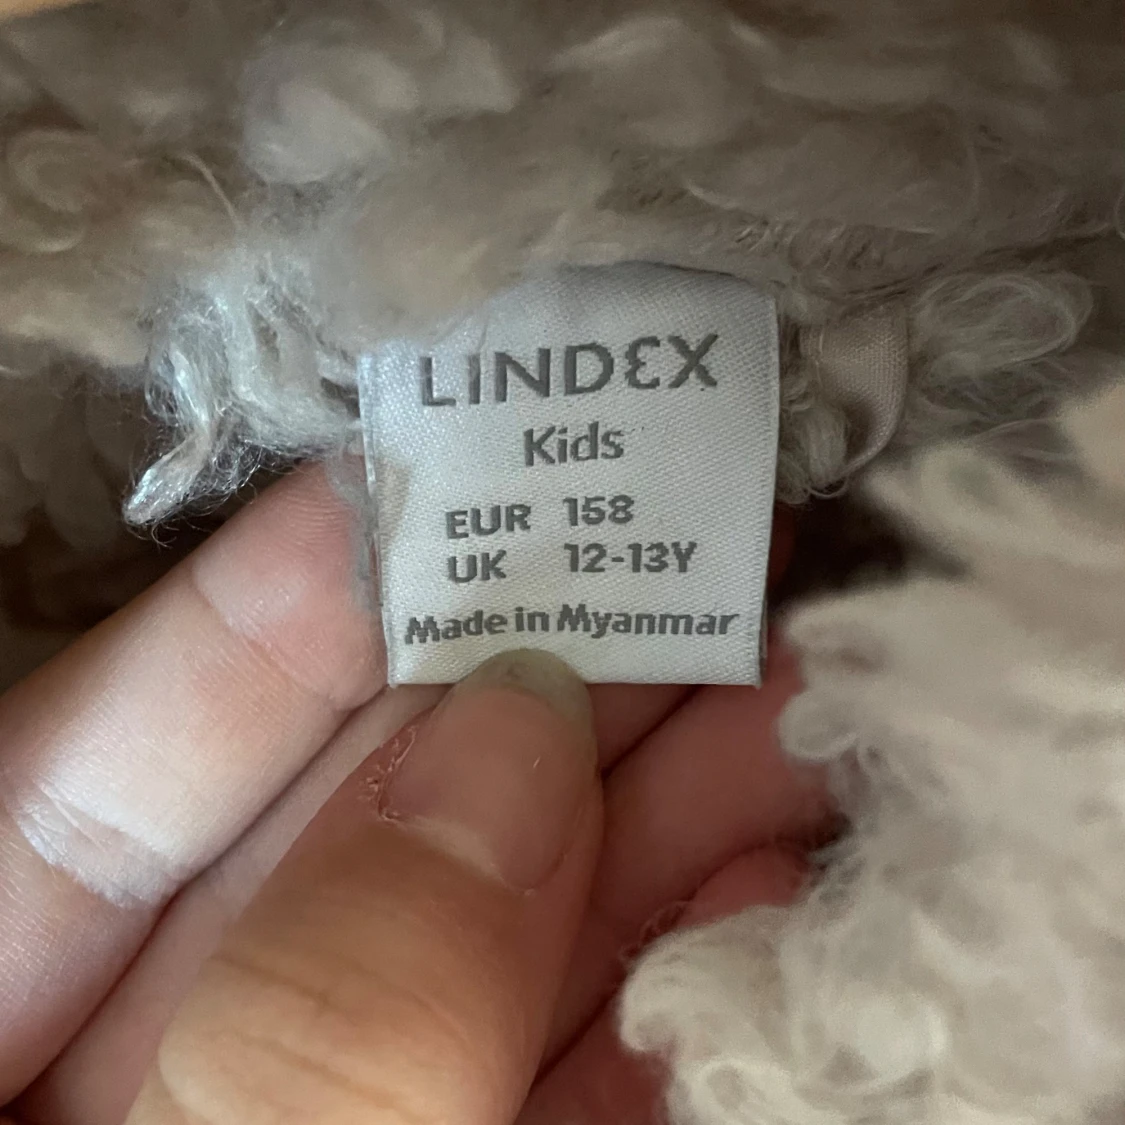 LINDEX
Kids
EUR 158
UK 12-13Y
Made in Myanmar